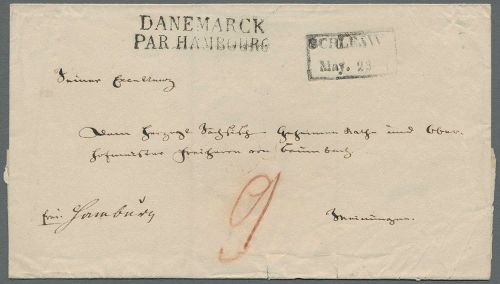 DANEMARCK
PAR HAMBOURG
SCHLESW
May. 23
Seiner Excellenz
Dem Herzogl Sächsisch Geheimen Rath und Ober
hofmeister Freiherrn von
frei. Hamburg
9
Meiningen.